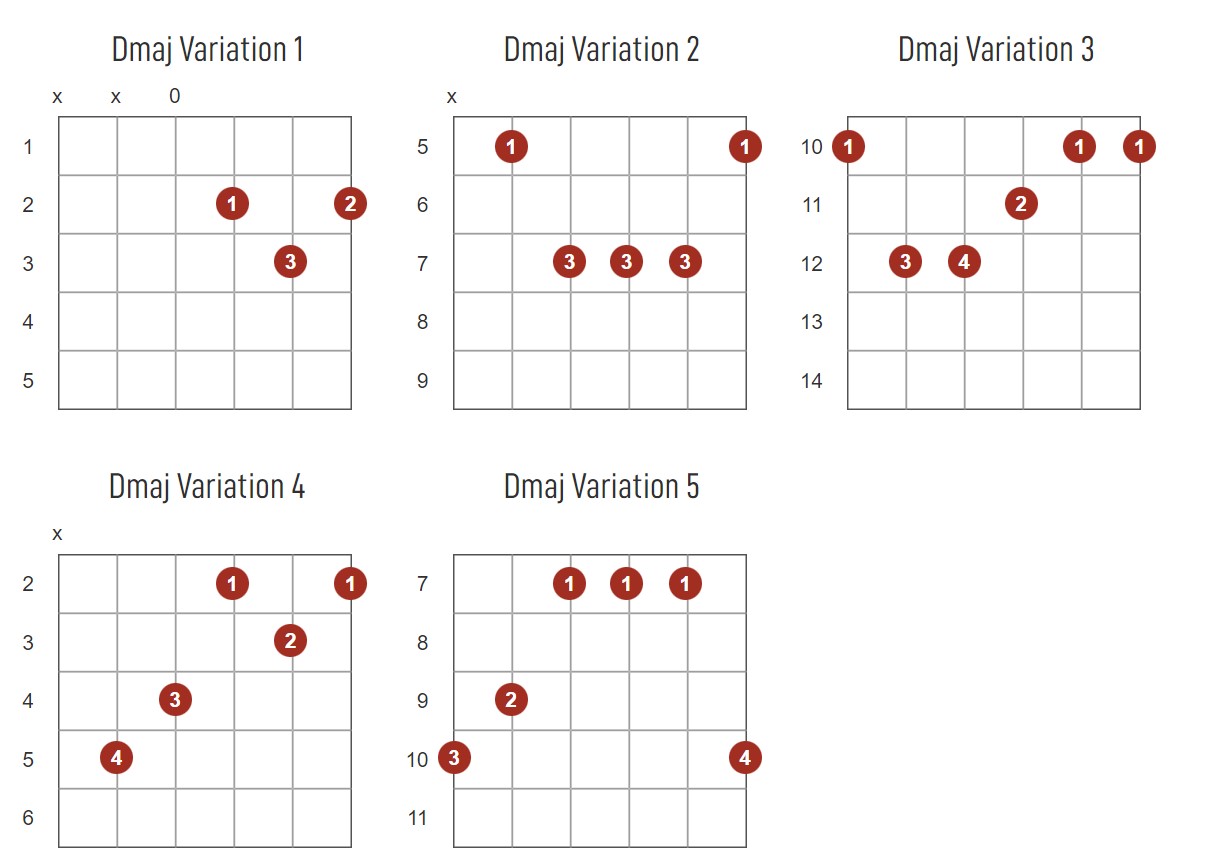 Dmaj Variation 1 Dmaj Variation 2 Dmaj Variation 3
x x 0 x
1 5 1 1 10 1 1 1
2 1 2 6 11 2
3 3 7 3 3 3 12 3 4
4 8 13
5 9 14
Dmaj Variation 4 Dmaj Variation 5
x
2 1 1 7 1 1 1
3 2 8
4 3 9 2
5 4 10 3 4
6 11